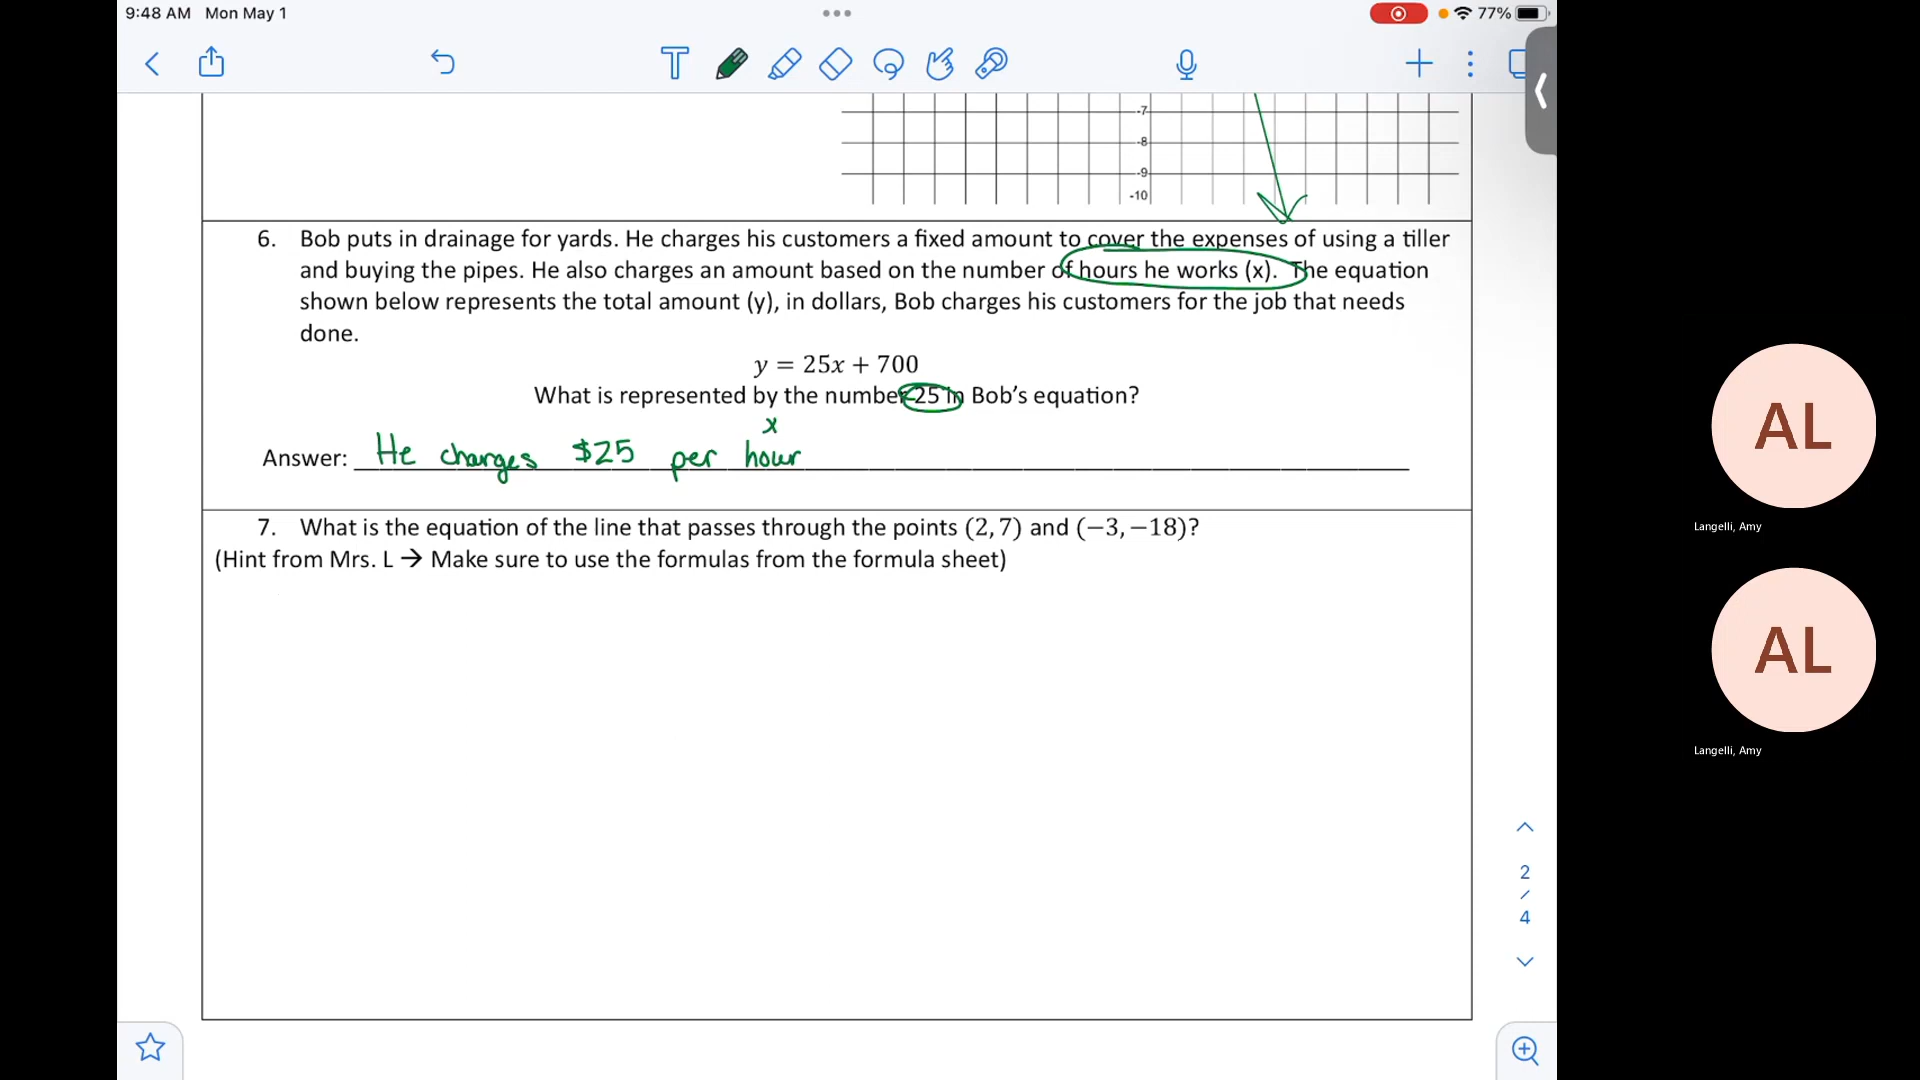 9:48 AM Mon May 1
77%
-7
-8
-9
-10
6. Bob puts in drainage for yards. He charges his customers a fixed amount to cover the expenses of using a tiller
and buying the pipes. He also charges an amount based on the number of hours he works (x). The equation
shown below represents the total amount (y), in dollars, Bob charges his customers for the job that needs
done.
y = 25x + 700
What is represented by the number 25 in Bob's equation?
x
Answer: He charges $25 per hour
7. What is the equation of the line that passes through the points (2, 7) and (−3, −18)?
(Hint from Mrs. L → Make sure to use the formulas from the formula sheet)
2
/
4
AL
Langelli, Amy
AL
Langelli, Amy